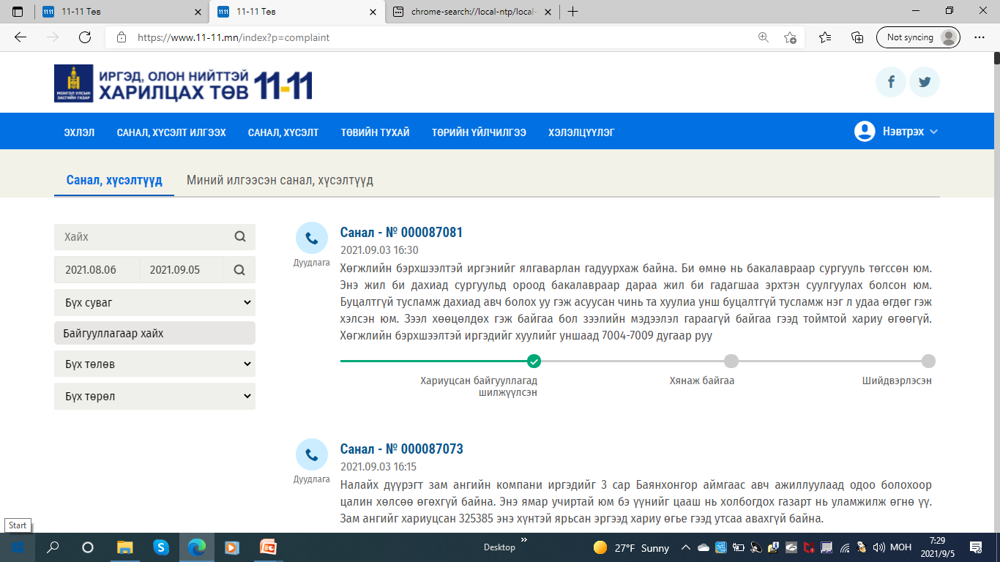 11-11 Төв
11-11 Төв
chrome-search://local-ntp/local-
https://www.11-11.mn/index?p=complaint
Not syncing
МОНГОЛ УЛСЫН
ЗАСГИЙН ГАЗАР
ИРГЭД, ОЛОН НИЙТТЭЙ
ХАРИЛЦАХ ТӨВ 11-11
ЭХЛЭЛ
САНАЛ, ХҮСЭЛТ ИЛГЭЭХ
САНАЛ, ХҮСЭЛТ
ТӨВИЙН ТУХАЙ
ТӨРИЙН ҮЙЛЧИЛГЭЭ
ХЭЛЭЛЦҮҮЛЭГ
Нэвтрэх
Санал, хүсэлтүүд
Миний илгээсэн санал, хүсэлтүүд
Хайх
2021.08.06
2021.09.05
Бүх суваг
Байгууллагаар хайх
Бүх төлөв
Бүх төрөл
Дуудлага
Санал - № 000087081
2021.09.03 16:30
Хөгжлийн бэрхшээлтэй иргэнийг ялгаварлан гадуурхаж байна. Би өмнө нь бакалавраар сургууль төгссөн юм.
Энэ жил би дахиад сургуульд ороод бакалавраар дараа жил би гадагшаа эрхтэн суулгуулах болсон юм.
Буцалтгүй тусламж дахиад авч болох уу гэж асуусан чинь та хуулиа унш буцалтгүй тусламж нэг л удаа өгдөг гэж
хэлсэн юм. Зээл хөөцөлдөх гэж байгаа бол зээлийн мэдээлэл гараагүй байгаа гээд тоймтой хариу өгөөгүй.
Хөгжлийн бэрхшээлтэй иргэдийг хуулийг уншаад 7004-7009 дугаар руу
Хариуцсан байгууллагад
шилжүүлсэн
Хянаж байгаа
Шийдвэрлэсэн
Дуудлага
Санал - № 000087073
2021.09.03 16:15
Налайх дүүрэгт зам ангийн компани иргэдийг 3 сар Баянхонгор аймгаас авч ажиллуулаад одоо болохоор
цалин хөлсөө өгөхгүй байна. Энэ ямар учиртай юм бэ үүнийг цааш нь холбогдох газарт нь уламжилж өгнө үү.
Зам ангийг хариуцсан 325385 энэ хүнтэй ярьсан эргээд хариу өгье гээд утсаа авахгүй байна.
Start
Desktop
27°F Sunny
МОН
7:29
2021/9/5